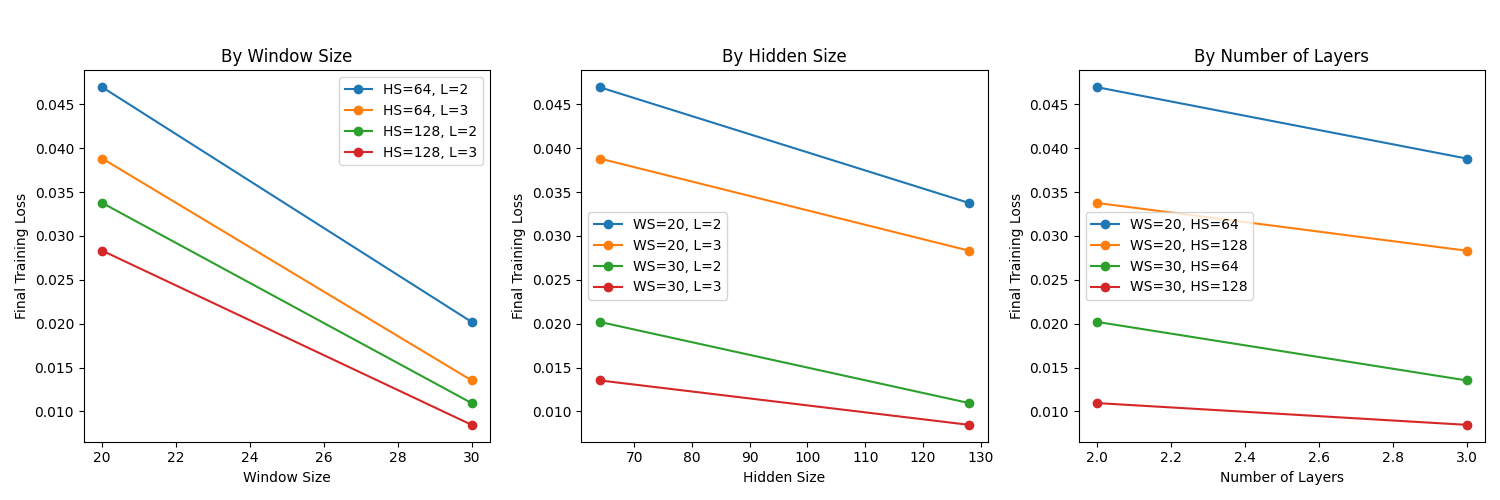 By Window Size
0.045
0.040
0.035
0.030
0.025
0.020
0.015
0.010
Final Training Loss
HS=64, L=2
HS=64, L=3
HS=128, L=2
HS=128, L=3
20 22 24 26 28 30
Window Size
By Hidden Size
0.045
0.040
0.035
0.030
0.025
0.020
0.015
0.010
Final Training Loss
WS=20, L=2
WS=20, L=3
WS=30, L=2
WS=30, L=3
70 80 90 100 110 120 130
Hidden Size
By Number of Layers
0.045
0.040
0.035
0.030
0.025
0.020
0.015
0.010
Final Training Loss
WS=20, HS=64
WS=20, HS=128
WS=30, HS=64
WS=30, HS=128
2.0 2.2 2.4 2.6 2.8 3.0
Number of Layers